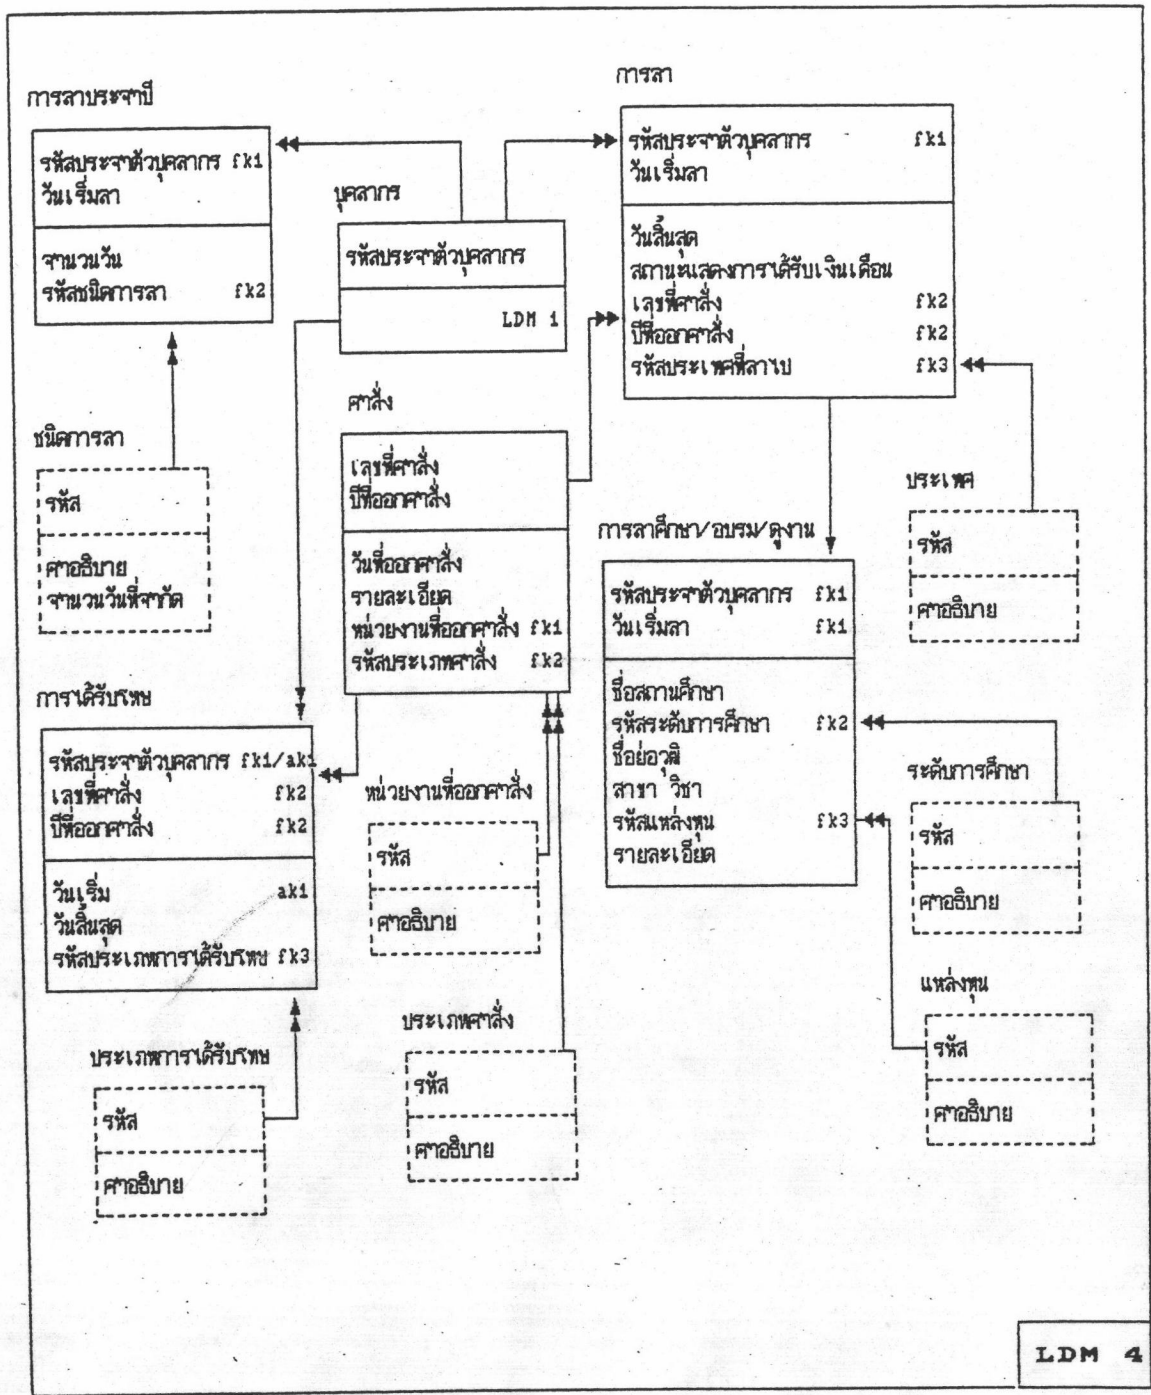 การลาประจำปี
รหัสประจำตัวบุคลากร fk1
วันเริ่มลา
จำนวนวัน
รหัสชนิดการลา fk2
บุคลากร
รหัสประจำตัวบุคลากร
LDM 1
การลา
รหัสประจำตัวบุคลากร fk1
วันเริ่มลา
วันสิ้นสุด
สถานะแสดงการได้รับเงินเดือน
เลขที่คำสั่ง fk2
ปีที่ออกคำสั่ง fk2
รหัสประเทศที่ลาไป fk3
ชนิดการลา
รหัส
คำอธิบาย
จำนวนวันที่จำกัด
คำสั่ง
เลขที่คำสั่ง
ปีที่ออกคำสั่ง
วันที่ออกคำสั่ง
รายละเอียด
หน่วยงานที่ออกคำสั่ง fk1
รหัสประเภทคำสั่ง fk2
ประเทศ
รหัส
คำอธิบาย
การลาศึกษา/อบรม/ดูงาน
รหัสประจำตัวบุคลากร fk1
วันเริ่มลา fk1
ชื่อสถานศึกษา
รหัสระดับการศึกษา fk2
ชื่อย่อวุฒิ
สาขา วิชา
รหัสแหล่งทุน fk3
รายละเอียด
การได้รับโทษ
รหัสประจำตัวบุคลากร fk1/ak1
เลขที่คำสั่ง fk2
ปีที่ออกคำสั่ง fk2
วันเริ่ม ak1
วันสิ้นสุด
รหัสประเภทการได้รับโทษ fk3
หน่วยงานที่ออกคำสั่ง
รหัส
คำอธิบาย
ระดับการศึกษา
รหัส
คำอธิบาย
ประเภทการได้รับโทษ
รหัส
คำอธิบาย
ประเภทคำสั่ง
รหัส
คำอธิบาย
แหล่งทุน
รหัส
คำอธิบาย
LDM 4